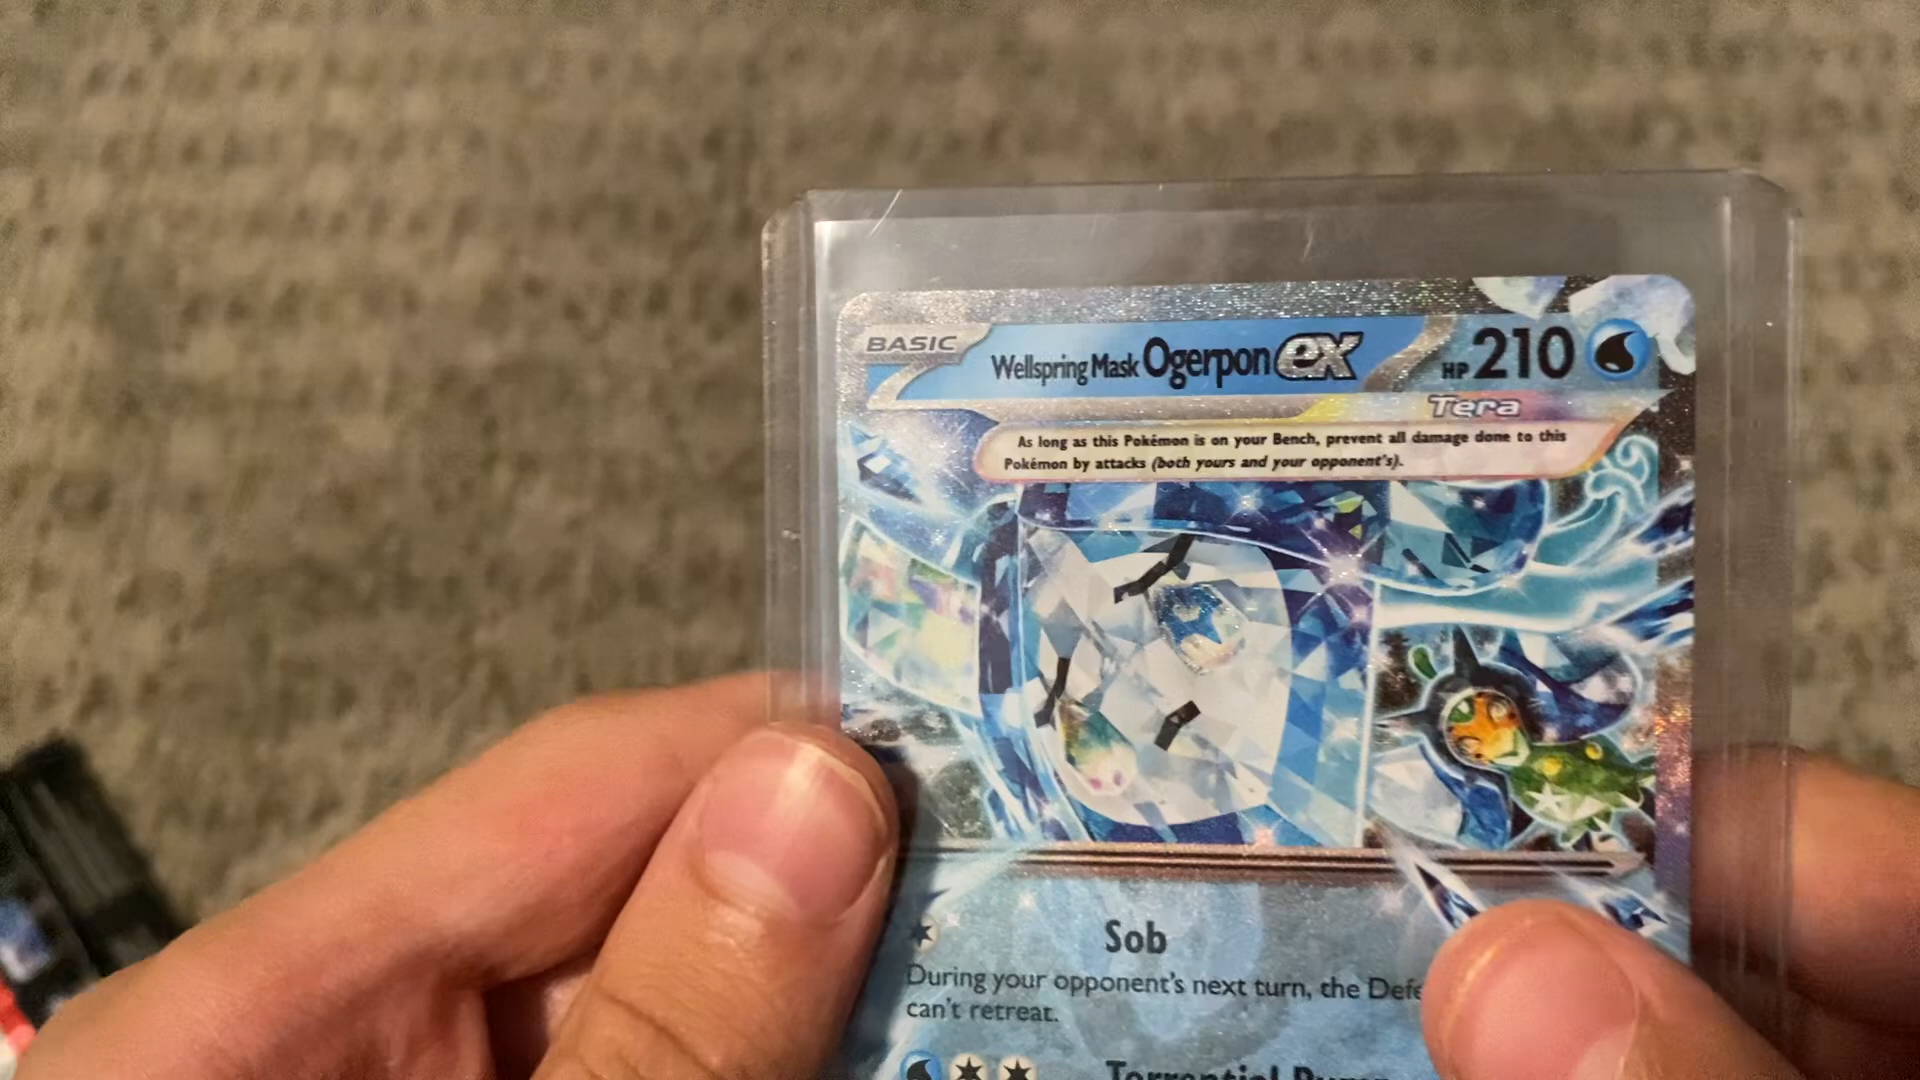 BASIC
Wellspring Mask Ogerpon ex HP 210
Tera
As long as this Pokémon is on your Bench, prevent all damage done to this
Pokémon by attacks (both yours and your opponent's).
Sob
During your opponent's next turn, the
can't retreat.
Torrential